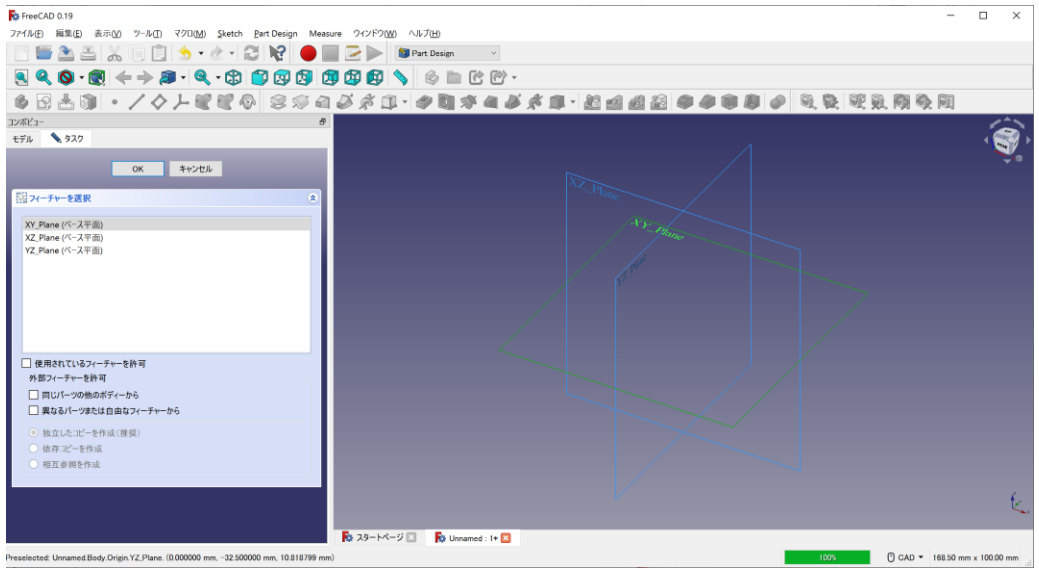 FreeCAD 0.19
ファイル(F) 編集(E) 表示(V) ツール(T) マクロ(M) Sketch Part Design Measure ウィンドウ(W) ヘルプ(H)
Part Design
コンボビュー
モデル タスク
OK キャンセル
フィーチャーを選択
XY_Plane (ベース平面)
XZ_Plane (ベース平面)
YZ_Plane (ベース平面)
使用されているフィーチャーを許可
外部フィーチャーを許可
同じパーツの他のボディーから
異なるパーツまたは自由なフィーチャーから
独立したコピーを作成(推奨)
依存コピーを作成
相互参照を作成
XZ_Plane
XY_Plane
YZ_Plane
スタートページ Unnamed : 1*
Preselected: Unnamed.Body.Origin.YZ_Plane. (0.000000 mm, -32.500000 mm, 10.818799 mm)
100% CAD 168.50 mm x 100.00 mm